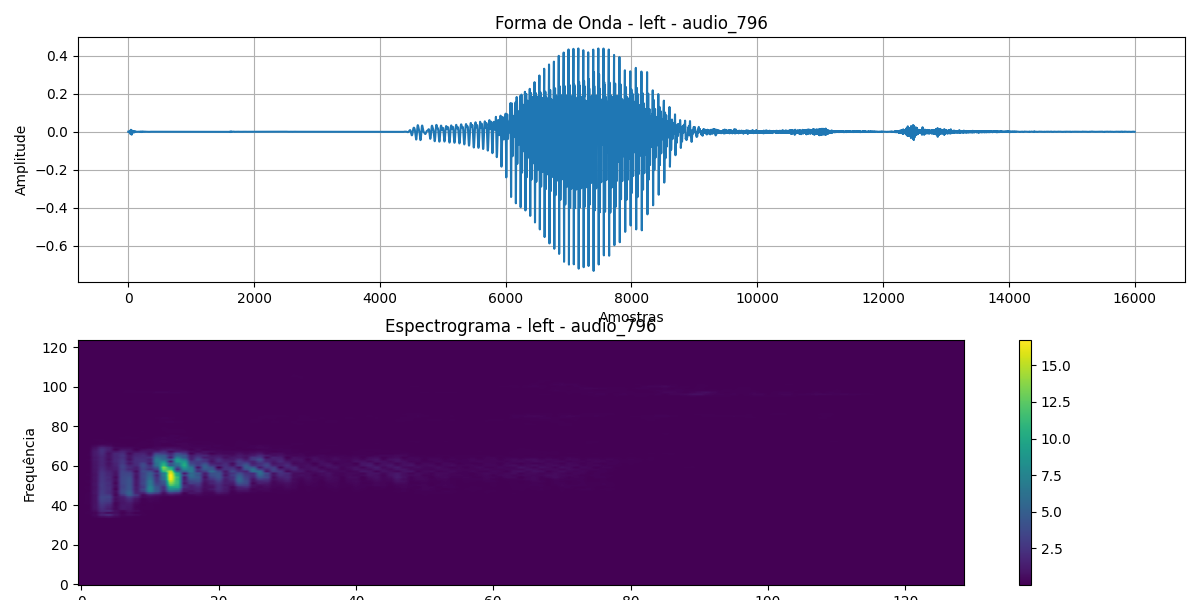 Forma de Onda - left - audio_796
0.4
0.2
0.0
−0.2
−0.4
−0.6
Amplitude
0 2000 4000 6000 8000 10000 12000 14000 16000
Amostras
Espectrograma - left - audio_796
120
100
80
60
40
20
0
Frequência
15.0
12.5
10.0
7.5
5.0
2.5
0 20 40 60 80 100 120